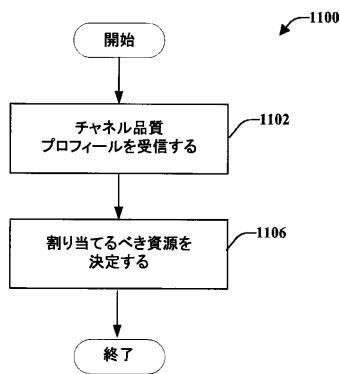 1100
開始
チャネル品質
プロフィールを受信する
1102
割り当てるべき資源を
決定する
1106
終了